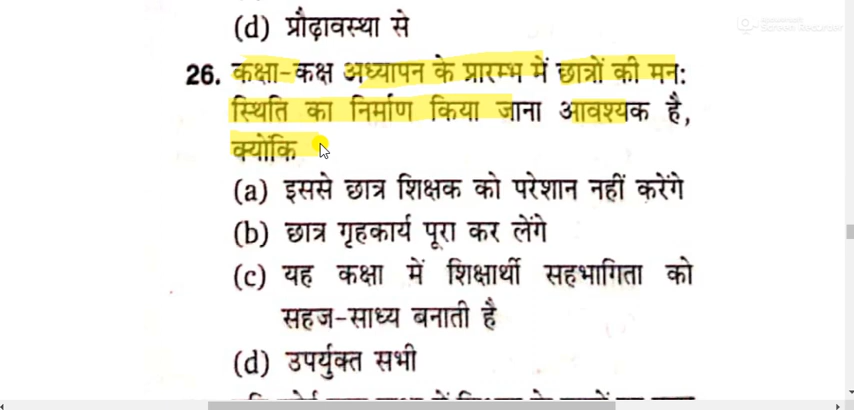 (d) प्रौढ़ावस्था से
26. कक्षा-कक्ष अध्यापन के प्रारम्भ में छात्रों की मन:
स्थिति का निर्माण किया जाना आवश्यक है,
क्योंकि
(a) इससे छात्र शिक्षक को परेशान नहीं करेंगे
(b) छात्र गृहकार्य पूरा कर लेंगे
(c) यह कक्षा में शिक्षार्थी सहभागिता को
सहज-साध्य बनाती है
(d) उपर्युक्त सभी